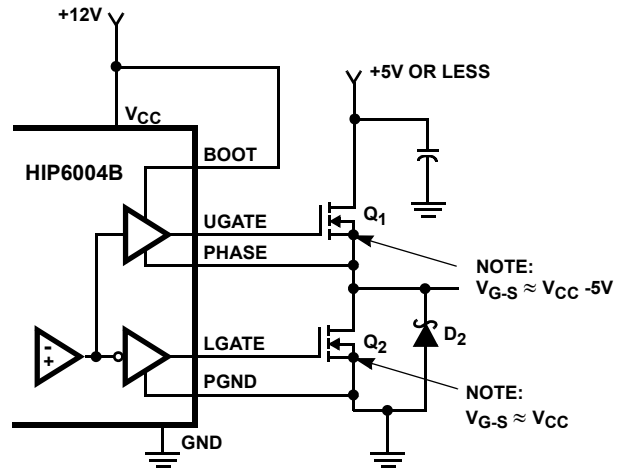 +12V
+5V OR LESS
VCC
BOOT
HIP6004B
UGATE
Q1
PHASE
NOTE:
VG-S ≈ VCC -5V
-
+
LGATE
Q2
D2
PGND
NOTE:
VG-S ≈ VCC
GND